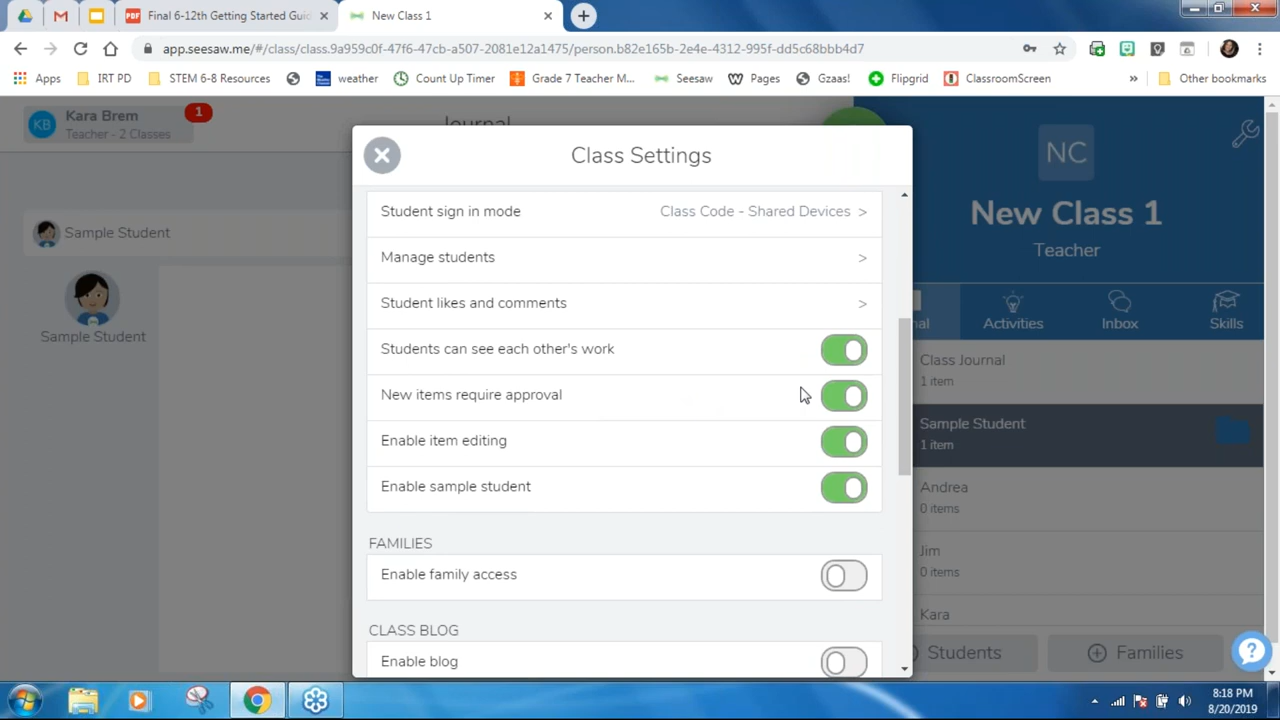 Final 6-12th Getting Started Guid
New Class 1
app.seesaw.me/#/class/class.9a959c0f-47f6-47cb-a507-2081e12a1475/person.b82e165b-2e4e-4312-995f-dd5c68bbb4d7
Apps IRT PD STEM 6-8 Resources weather Count Up Timer Grade 7 Teacher M... Seesaw Pages Gzaas! Flipgrid ClassroomScreen » Other bookmarks
KB Kara Brem 1
Teacher - 2 Classes
Journal
Sample Student
Sample Student
Class Settings
Student sign in mode Class Code - Shared Devices >
Manage students >
Student likes and comments >
Students can see each other's work
New items require approval
Enable item editing
Enable sample student
FAMILIES
Enable family access
CLASS BLOG
Enable blog
NC
New Class 1
Teacher
Activities Inbox Skills
Class Journal
1 item
Sample Student
1 item
Andrea
0 items
Jim
0 items
Kara
Students Families ?
8:18 PM
8/20/2019